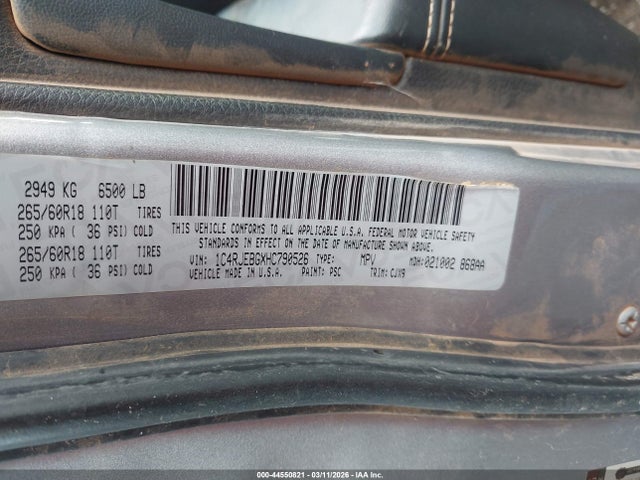 2949 KG 6500 LB
265/60R18 110T TIRES
250 KPA ( 36 PSI) COLD
265/60R18 110T TIRES
250 KPA ( 36 PSI) COLD
THIS VEHICLE CONFORMS TO ALL APPLICABLE U.S.A. FEDERAL MOTOR VEHICLE SAFETY
STANDARDS IN EFFECT ON THE DATE OF MANUFACTURE SHOWN ABOVE.
VIN: 1C4RJEBGXHC790526 TYPE: MPV MDH: 021002 868AA
MADE IN U.S.A. PAINT: PSC TRIM: CJX9
000-44550821 - 03/11/2026 - IAA Inc.